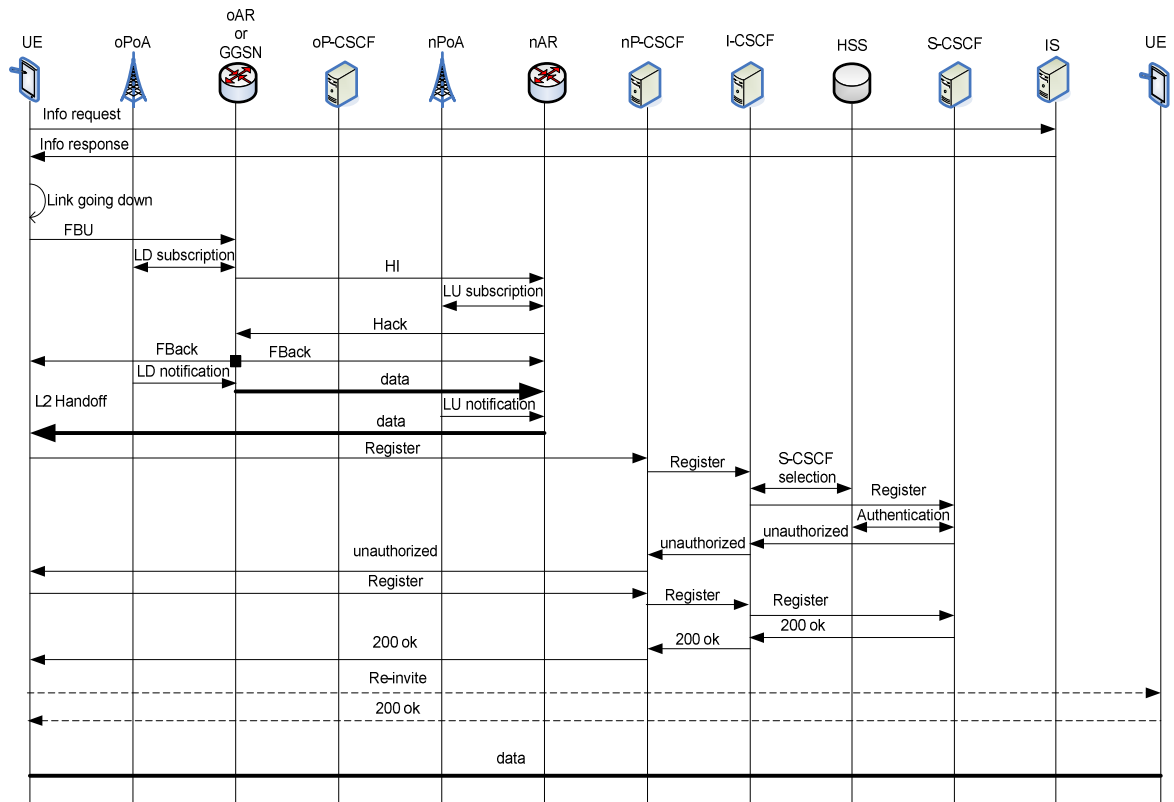 oAR
or
GGSN
UE
oPoA
oP-CSCF
nPoA
nAR
nP-CSCF
I-CSCF
HSS
S-CSCF
IS
UE
Info request
Info response
Link going down
FBU
LD subscription
HI
LU subscription
Hack
FBack
FBack
LD notification
data
L2 Handoff
LU notification
data
Register
Register
S-CSCF
selection
Register
Authentication
unauthorized
unauthorized
unauthorized
Register
Register
Register
200 ok
200 ok
200 ok
Re-invite
200 ok
data